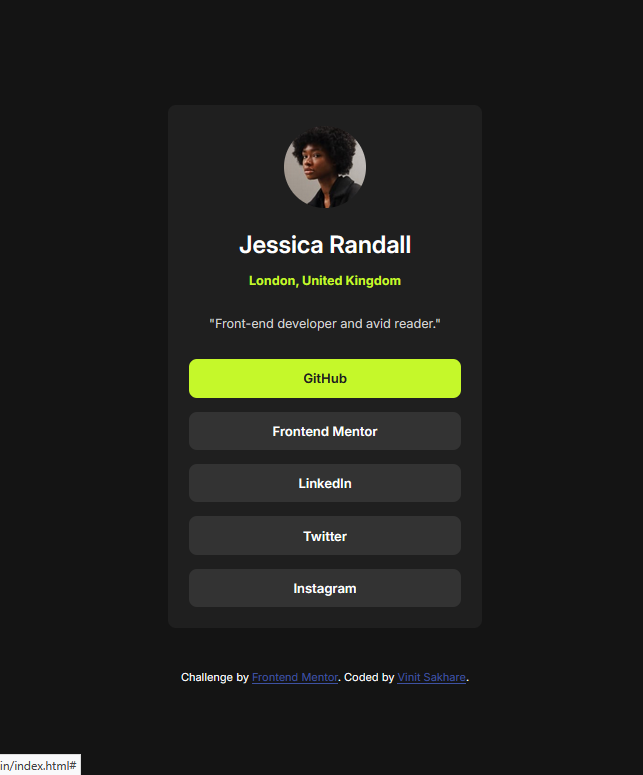 Jessica Randall
London, United Kingdom
"Front-end developer and avid reader."
GitHub
Frontend Mentor
LinkedIn
Twitter
Instagram
Challenge by Frontend Mentor. Coded by Vinit Sakhare.
in/index.html#